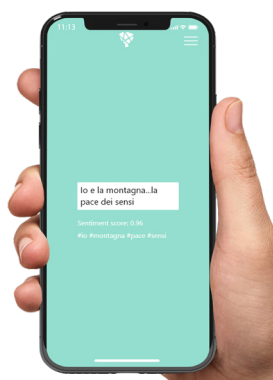 11:13
Io e la montagna..la
pace dei sensi
Sentiment score: 0.96
#io #montagna #pace #sensi